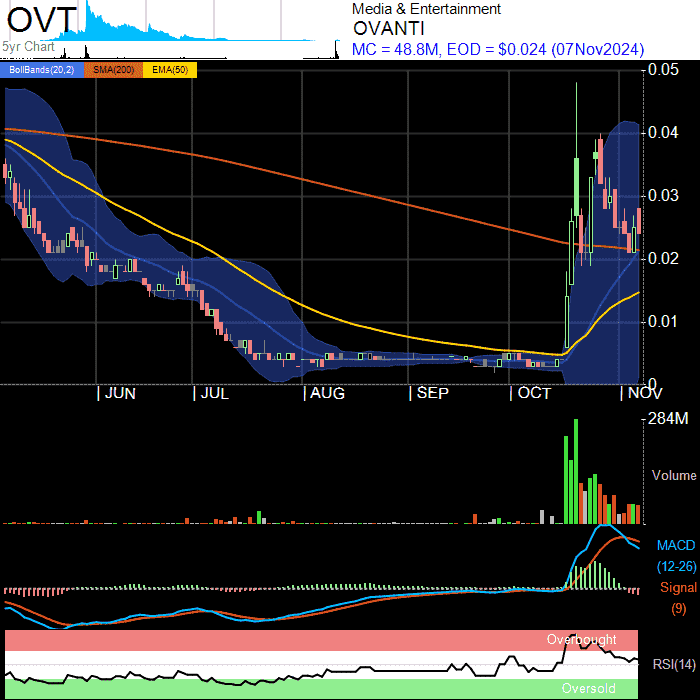 OVT
5yr Chart
Media & Entertainment
OVANTI
MC = 48.8M, EOD = $0.024 (07Nov2024)
BollBands(20,2) SMA(200) EMA(50)
0.05
0.04
0.03
0.02
0.01
0
JUN JUL AUG SEP OCT NOV
284M
Volume
MACD
(12-26)
Signal
(9)
Overbought
RSI(14)
Oversold